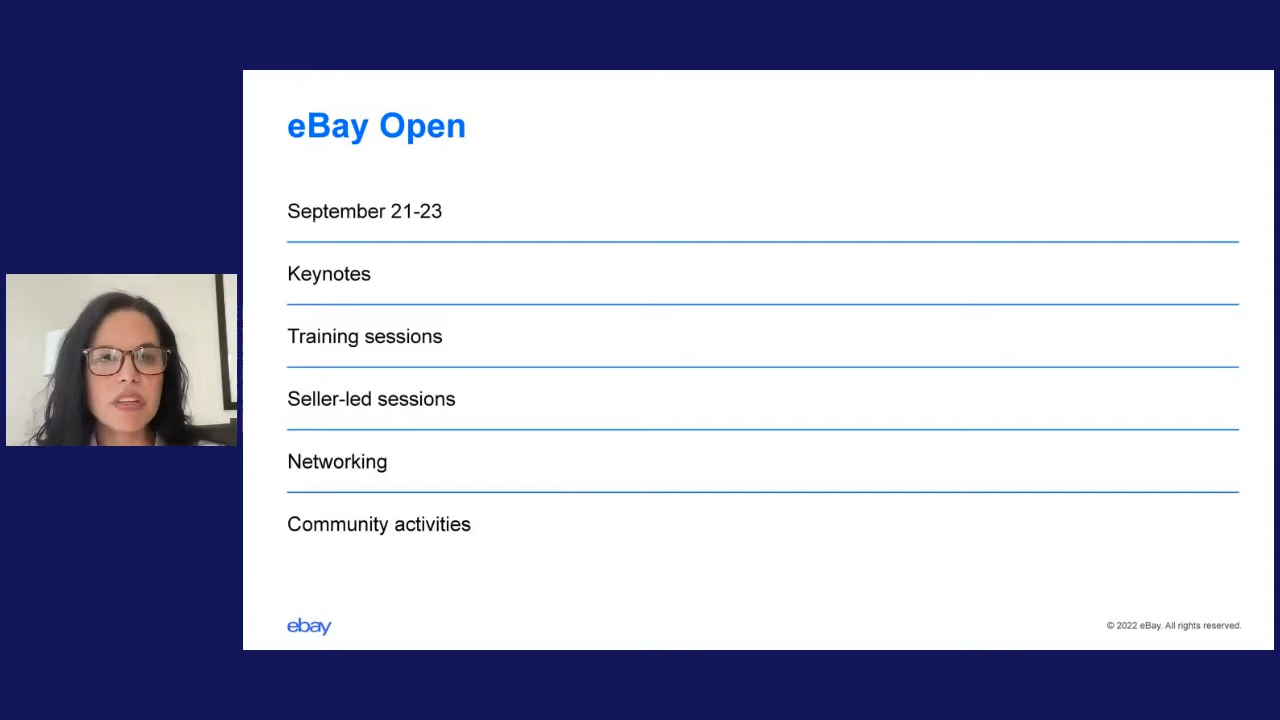 eBay Open
September 21-23
Keynotes
Training sessions
Seller-led sessions
Networking
Community activities
ebay
© 2022 eBay. All rights reserved.